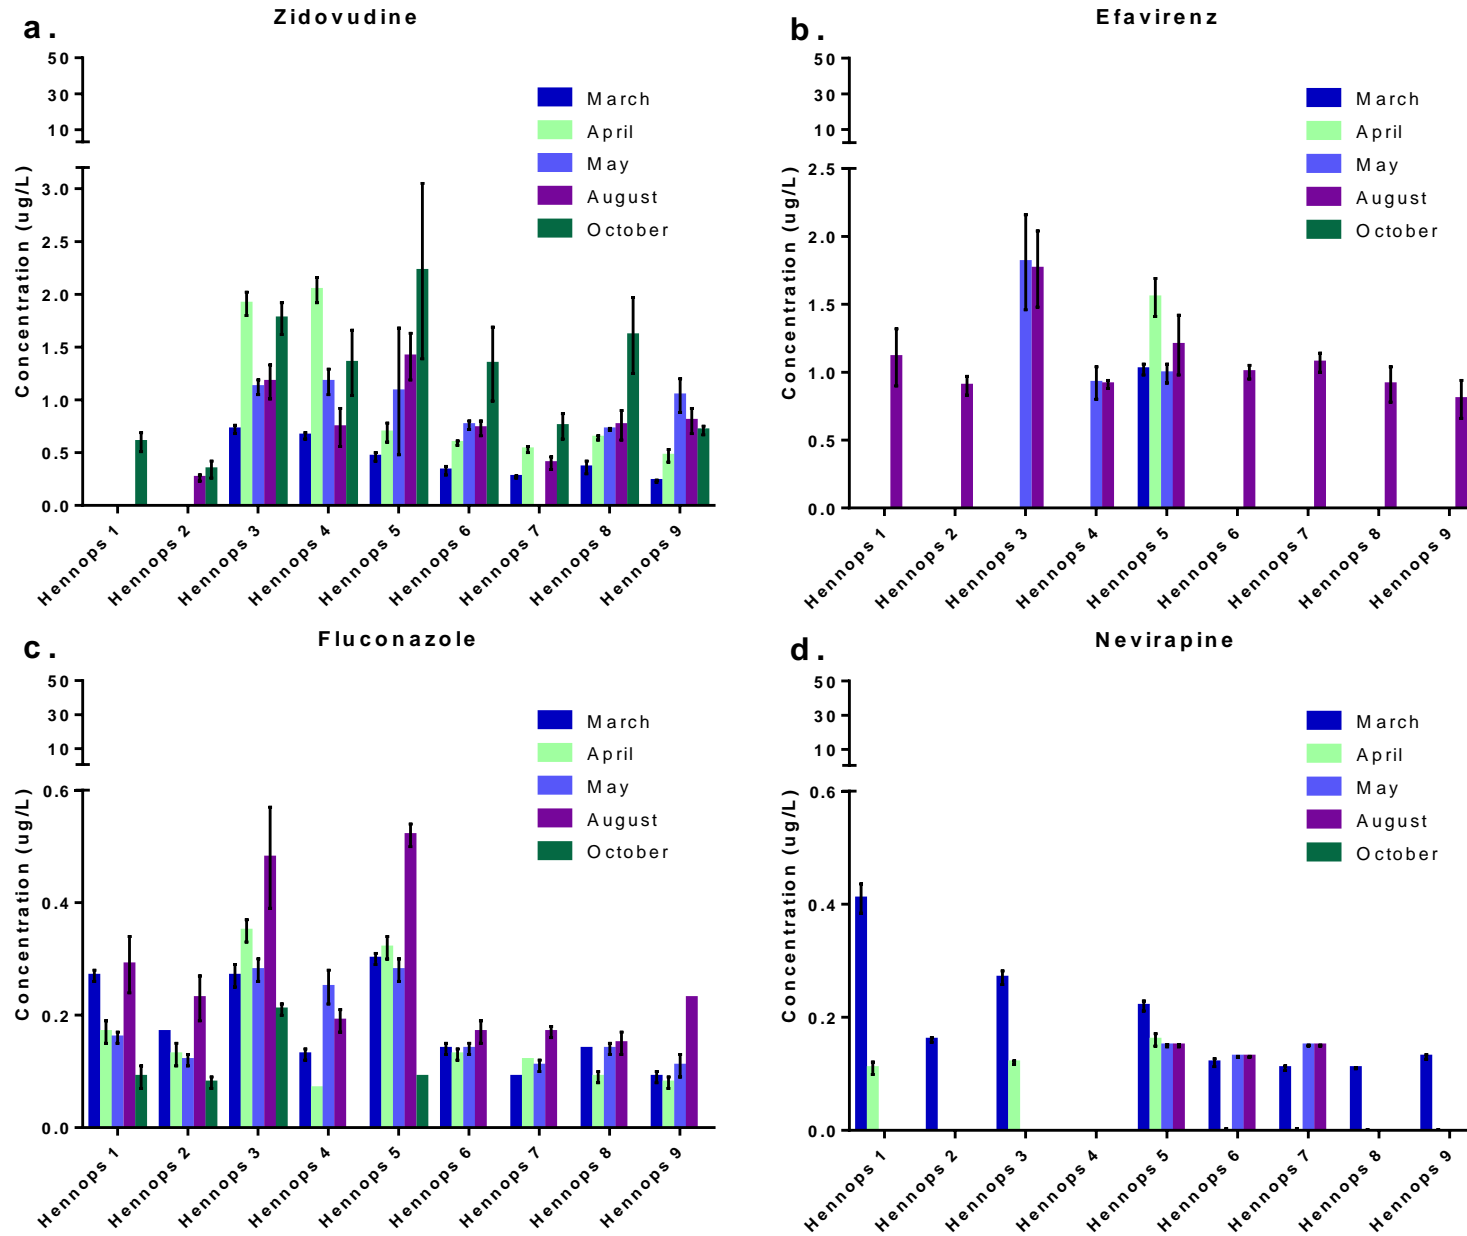 a.
Zidovudine
50
30
10
3.0
2.5
2.0
1.5
1.0
0.5
0.0
Concentration (ug/L)
March
April
May
August
October
Hennops 1
Hennops 2
Hennops 3
Hennops 4
Hennops 5
Hennops 6
Hennops 7
Hennops 8
Hennops 9
b.
Efavirenz
50
30
10
2.5
2.0
1.5
1.0
0.5
0.0
Concentration (ug/L)
March
April
May
August
October
Hennops 1
Hennops 2
Hennops 3
Hennops 4
Hennops 5
Hennops 6
Hennops 7
Hennops 8
Hennops 9
c.
Fluconazole
50
30
10
0.6
0.4
0.2
0.0
Concentration (ug/L)
March
April
May
August
October
Hennops 1
Hennops 2
Hennops 3
Hennops 4
Hennops 5
Hennops 6
Hennops 7
Hennops 8
Hennops 9
d.
Nevirapine
50
30
10
0.6
0.4
0.2
0.0
Concentration (ug/L)
March
April
May
August
October
Hennops 1
Hennops 2
Hennops 3
Hennops 4
Hennops 5
Hennops 6
Hennops 7
Hennops 8
Hennops 9